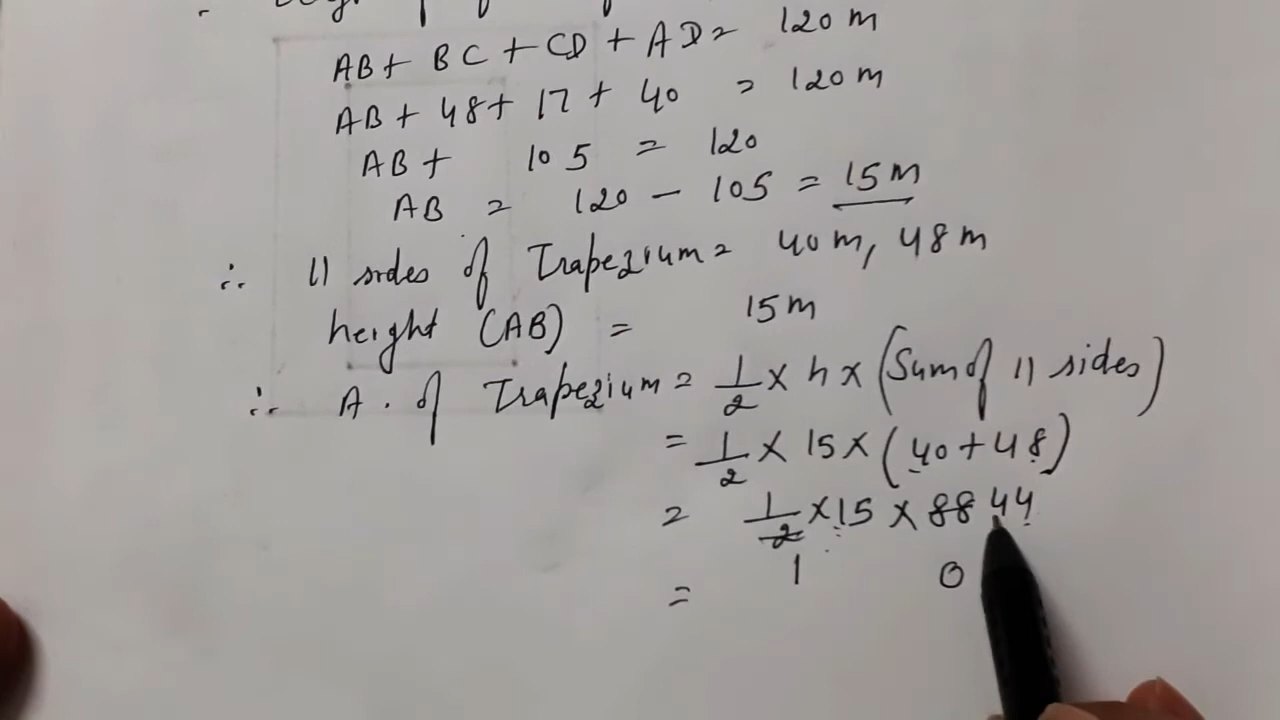 AB + BC + CD + AD = 120 m
AB + 48 + 17 + 40 = 120 m
AB + 105 = 120
AB = 120 - 105 = 15 m
∴ || sides of Trapezium = 40 m, 48 m
height (AB) = 15 m
∴ A. of Trapezium = 1/2 × h × (Sum of || sides)
= 1/2 × 15 × (40 + 48)
= 1/2 × 15 × 88 44
1
= 0